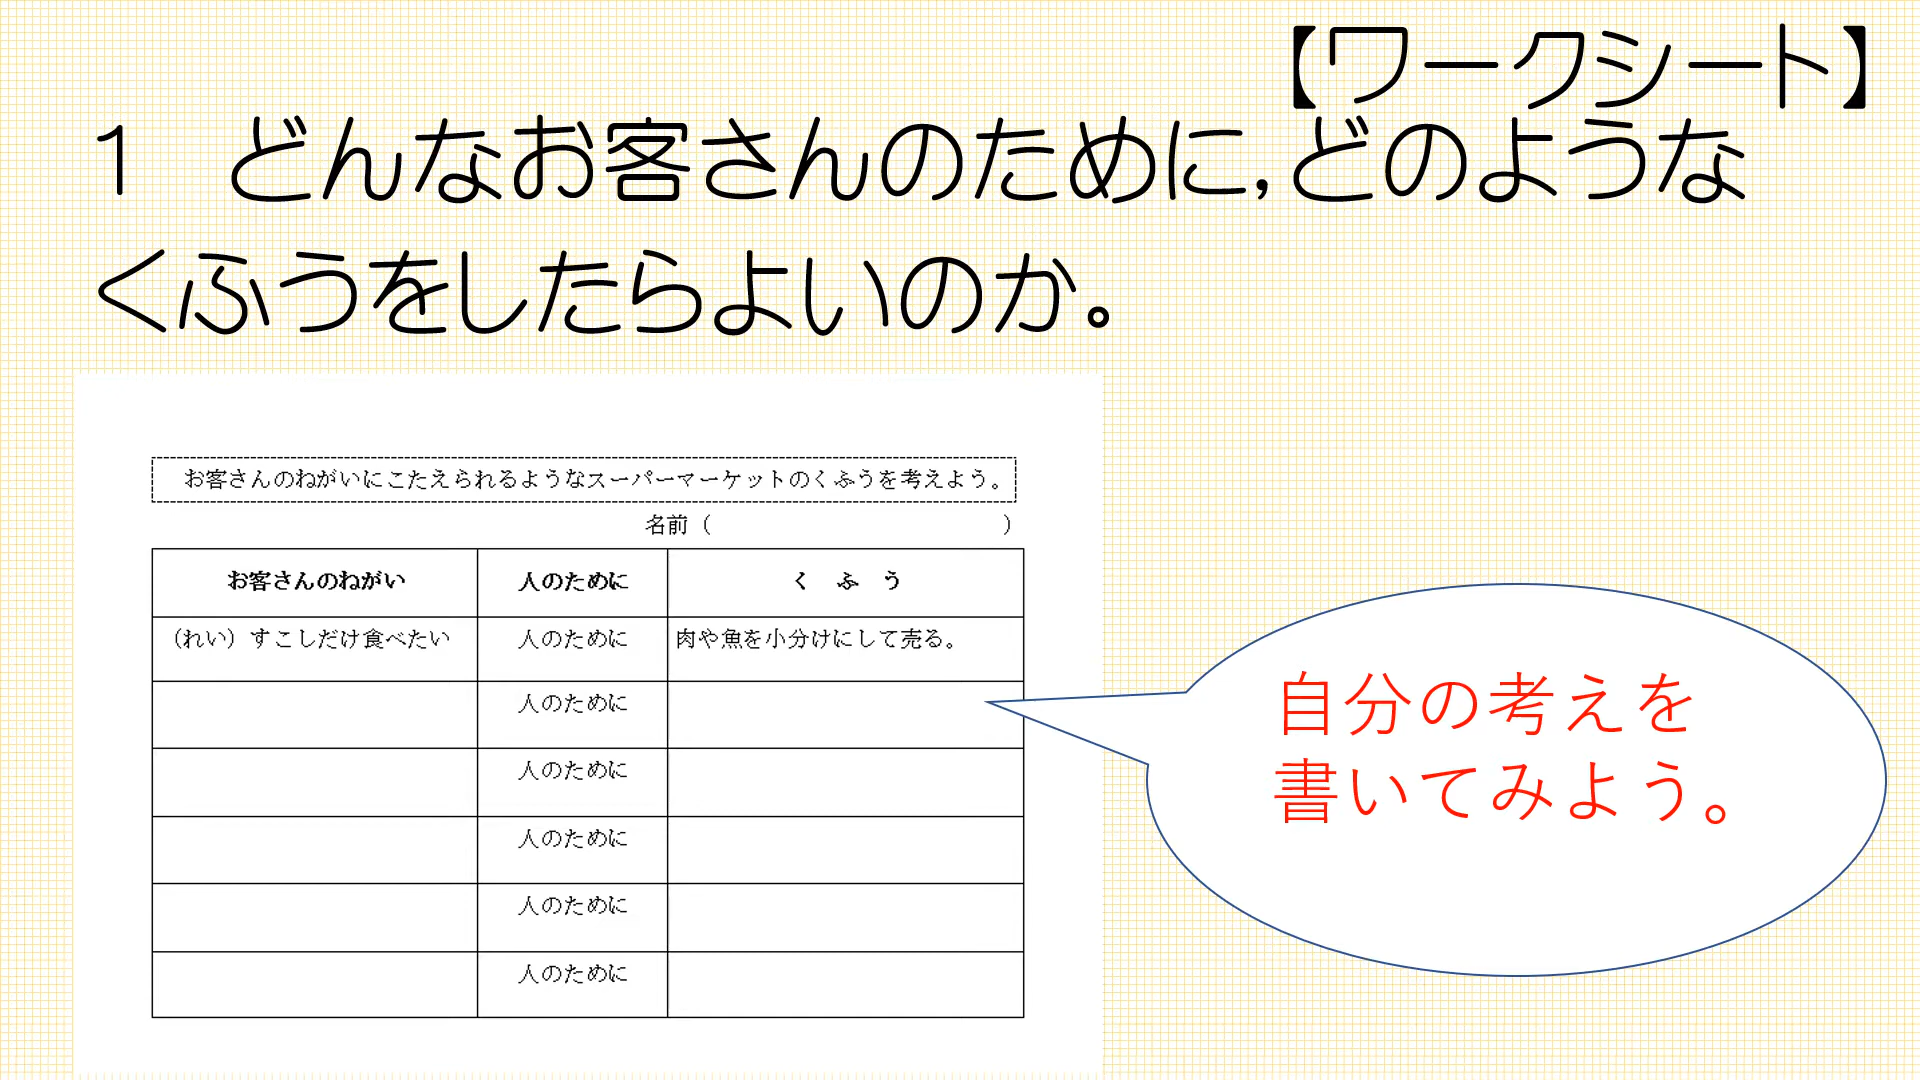 【ワークシート】
１　どんなお客さんのために,どのような
くふうをしたらよいのか。
お客さんのねがいにこたえられるようなスーパーマーケットのくふうを考えよう。
名前（　　　　　　　　　　　　　）
お客さんのねがい　人のために　く　ふ　う
（れい）すこしだけ食べたい　人のために　肉や魚を小分けにして売る。
人のために
人のために
人のために
人のために
人のために
自分の考えを
書いてみよう。